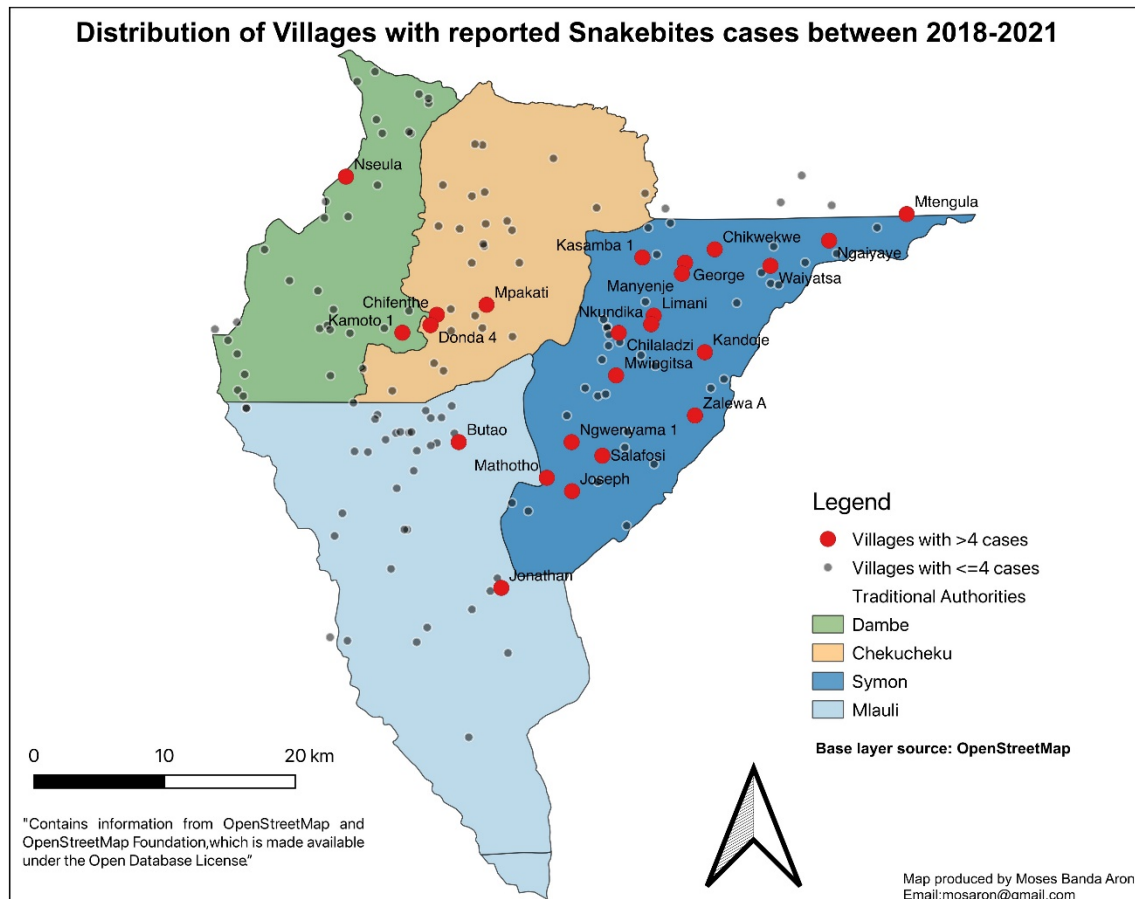 Distribution of Villages with reported Snakebites cases between 2018-2021
Nseula
Mtengula
Chikwekwe
Kasamba 1
Ngaiyaye
George
Waiyatsa
Manyenje
Mpakati
Limani
Chifenthe
Nkundika
Kamoto 1
Donda 4
Chilaladzi
Kandoje
Mwingitsa
Zalewa A
Butao
Ngwenyama 1
Salafosi
Mathotho
Joseph
Jonathan
Legend
Villages with >4 cases
Villages with <=4 cases
Traditional Authorities
Dambe
Chekucheku
Symon
Mlauli
Base layer source: OpenStreetMap
0 10 20 km
"Contains information from OpenStreetMap and
OpenStreetMap Foundation,which is made available
under the Open Database License."
Map produced by Moses Banda Aron
Email:mosaron@gmail.com